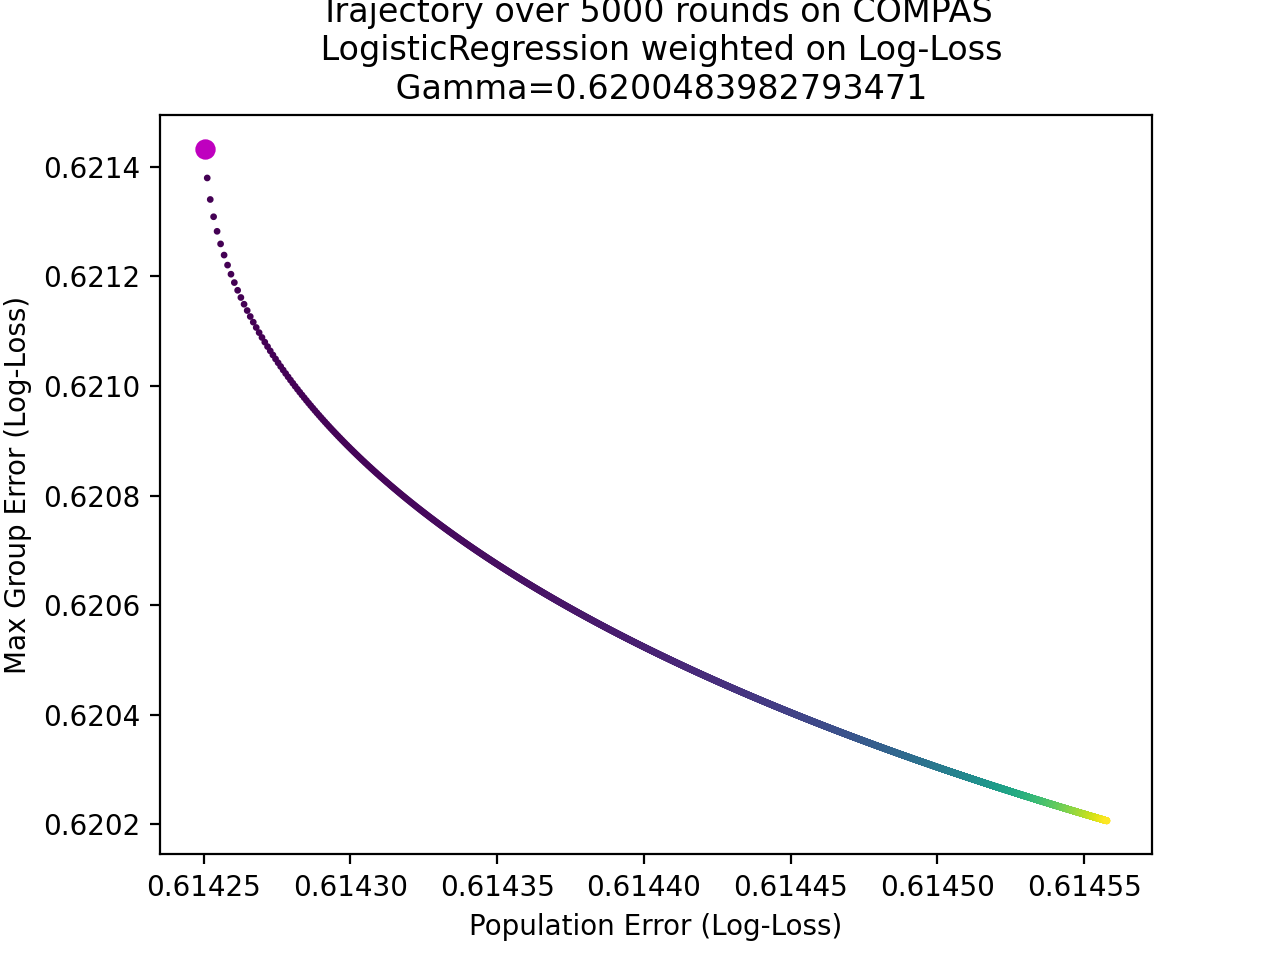 Trajectory over 5000 rounds on COMPAS
LogisticRegression weighted on Log-Loss
Gamma=0.6200483982793471
Max Group Error (Log-Loss)
0.6214
0.6212
0.6210
0.6208
0.6206
0.6204
0.6202
0.61425 0.61430 0.61435 0.61440 0.61445 0.61450 0.61455
Population Error (Log-Loss)